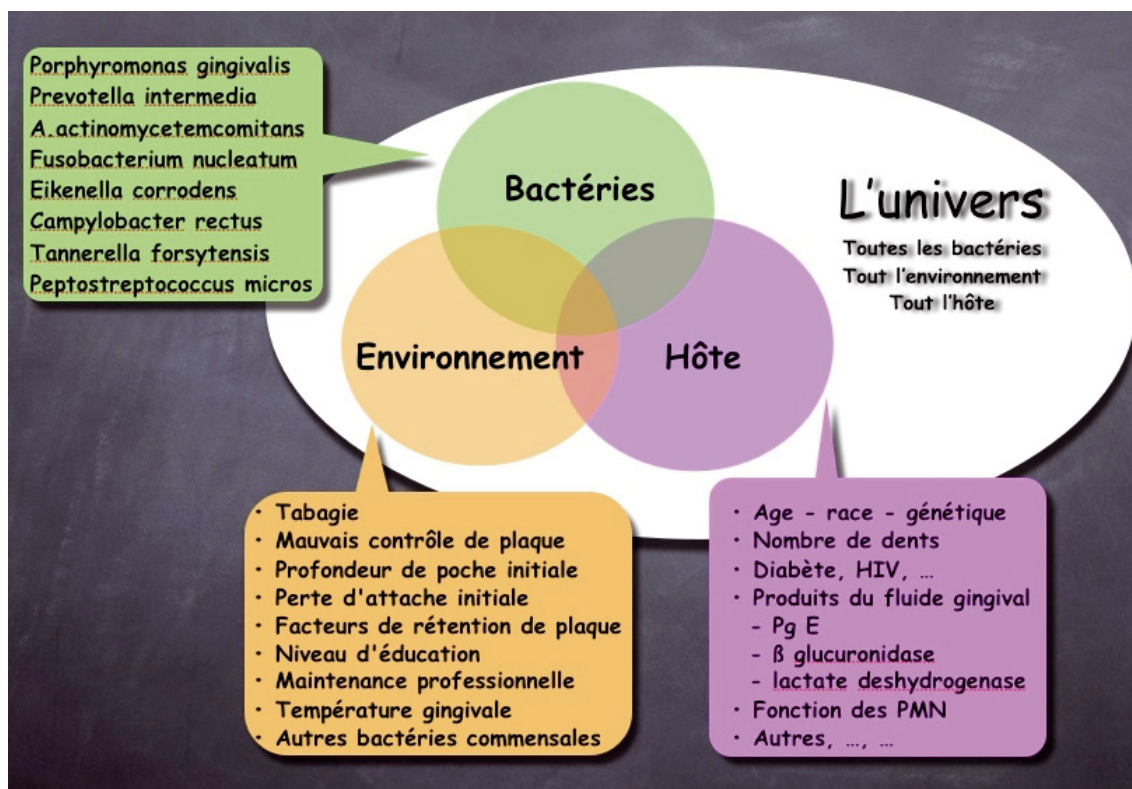 Porphyromonas gingivalis
Prevotella intermedia
A.actinomycetemcomitans
Fusobacterium nucleatum
Eikenella corrodens
Campylobacter rectus
Tannerella forsytensis
Peptostreptococcus micros
Bactéries
Environnement
Hôte
L'univers
Toutes les bactéries
Tout l'environnement
Tout l'hôte
· Tabagie
· Mauvais contrôle de plaque
· Profondeur de poche initiale
· Perte d'attache initiale
· Facteurs de rétention de plaque
· Niveau d'éducation
· Maintenance professionnelle
· Température gingivale
· Autres bactéries commensales
· Age - race - génétique
· Nombre de dents
· Diabète, HIV, …
· Produits du fluide gingival
- Pg E
- ß glucuronidase
- lactate deshydrogenase
· Fonction des PMN
· Autres, …, …